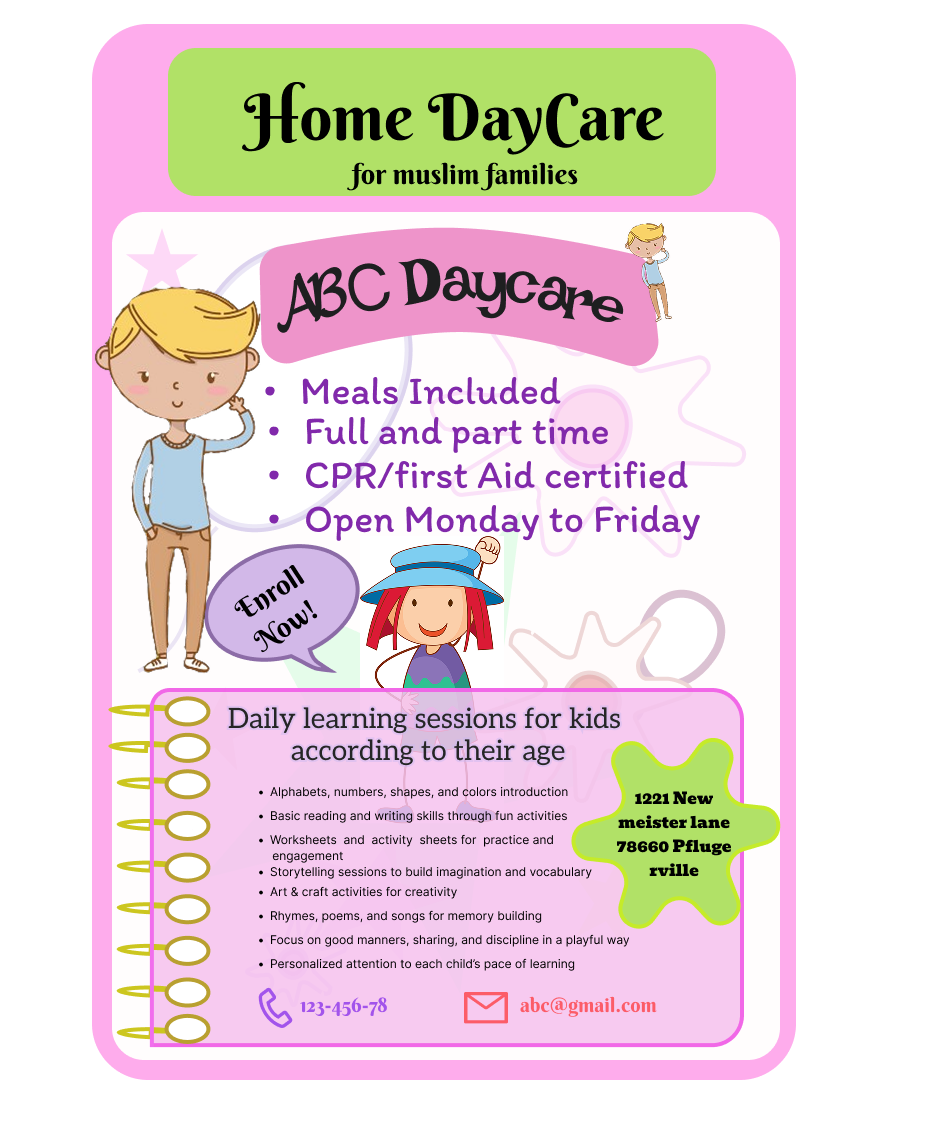 Home DayCare
for muslim families
ABC Daycare
• Meals Included
• Full and part time
• CPR/first Aid certified
• Open Monday to Friday
Enroll
Now!
Daily learning sessions for kids
according to their age
• Alphabets, numbers, shapes, and colors introduction
• Basic reading and writing skills through fun activities
• Worksheets and activity sheets for practice and
engagement
• Storytelling sessions to build imagination and vocabulary
• Art & craft activities for creativity
• Rhymes, poems, and songs for memory building
• Focus on good manners, sharing, and discipline in a playful way
• Personalized attention to each child's pace of learning
1221 New
meister lane
78660 Pfluge
rville
123-456-78
abc@gmail.com